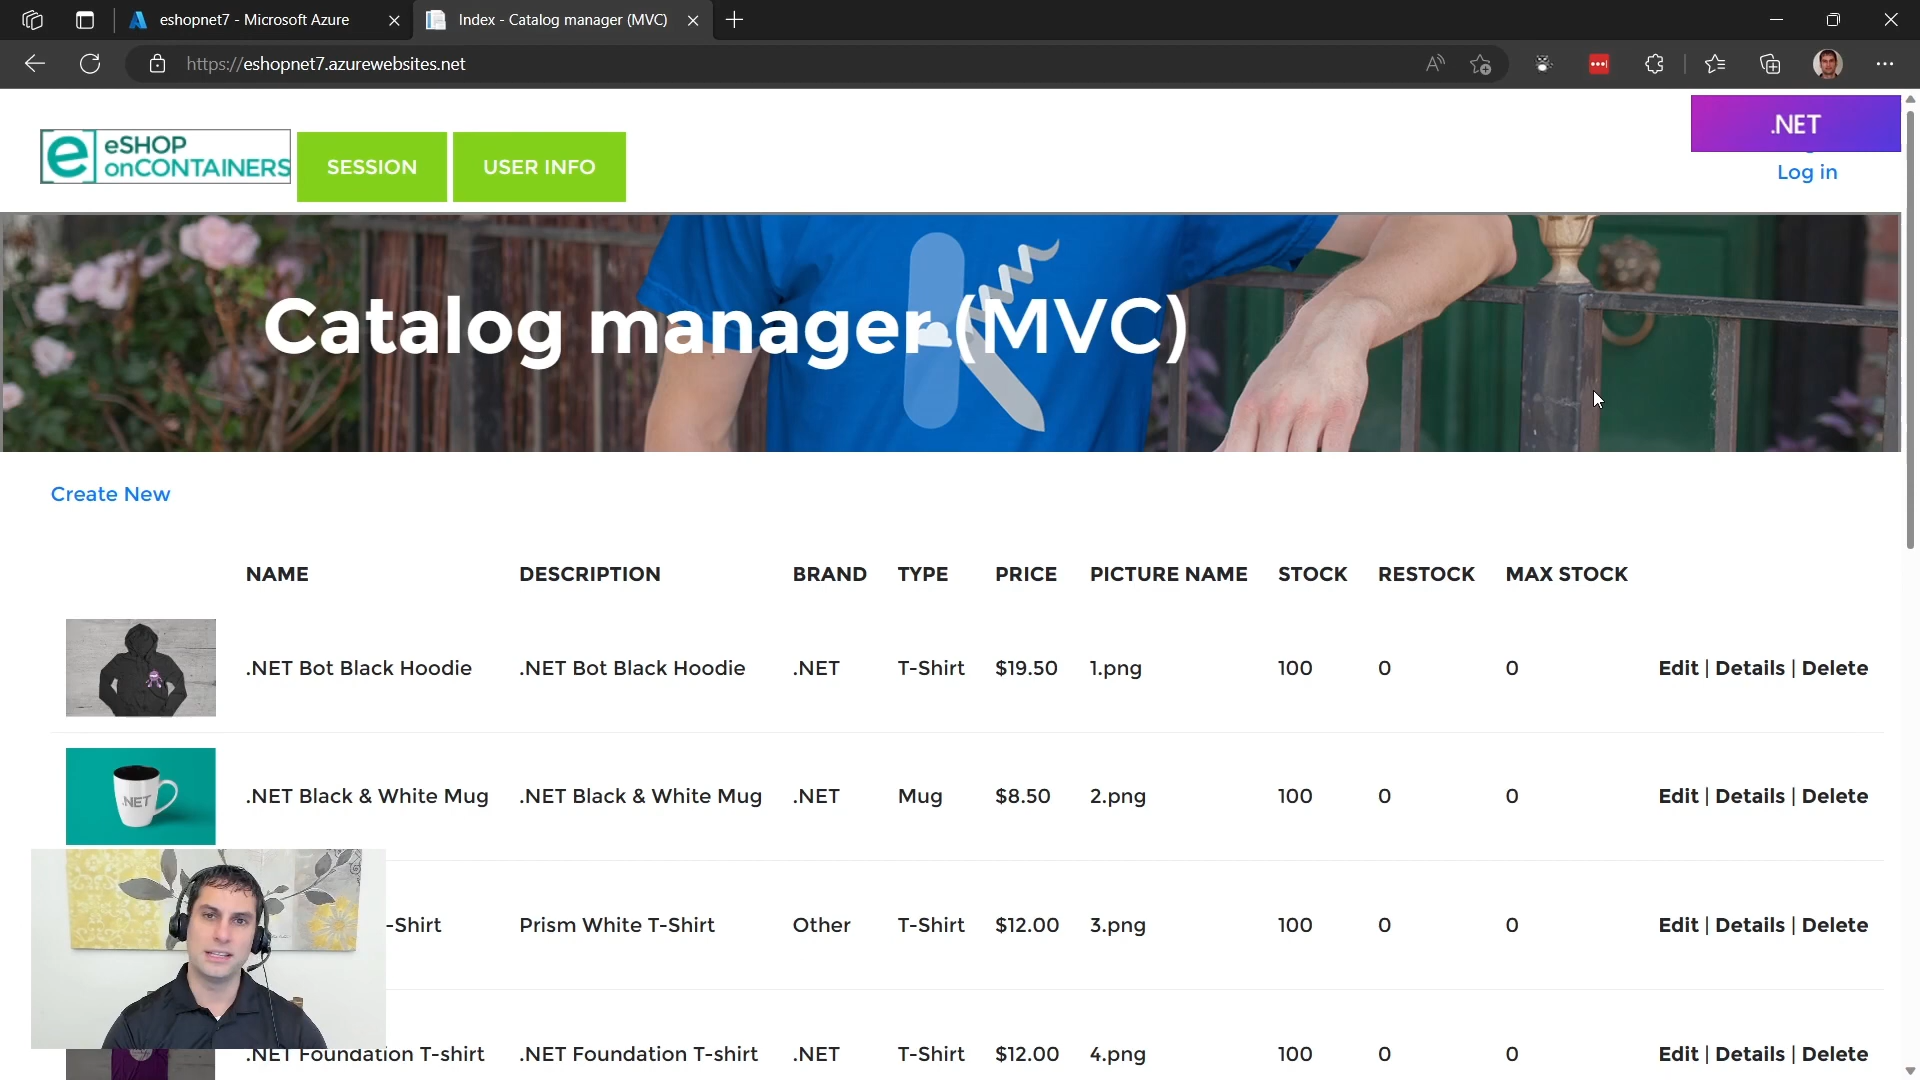 eshopnet7 - Microsoft Azure
Index - Catalog manager (MVC)
https://eshopnet7.azurewebsites.net
.NET
eSHOP
onCONTAINERS
SESSION
USER INFO
Log in
Catalog manager (MVC)
Create New
NAME DESCRIPTION BRAND TYPE PRICE PICTURE NAME STOCK RESTOCK MAX STOCK
.NET Bot Black Hoodie .NET Bot Black Hoodie .NET T-Shirt $19.50 1.png 100 0 0 Edit | Details | Delete
.NET
.NET Black & White Mug .NET Black & White Mug .NET Mug $8.50 2.png 100 0 0 Edit | Details | Delete
-Shirt Prism White T-Shirt Other T-Shirt $12.00 3.png 100 0 0 Edit | Details | Delete
.NET Foundation T-shirt .NET Foundation T-shirt .NET T-Shirt $12.00 4.png 100 0 0 Edit | Details | Delete